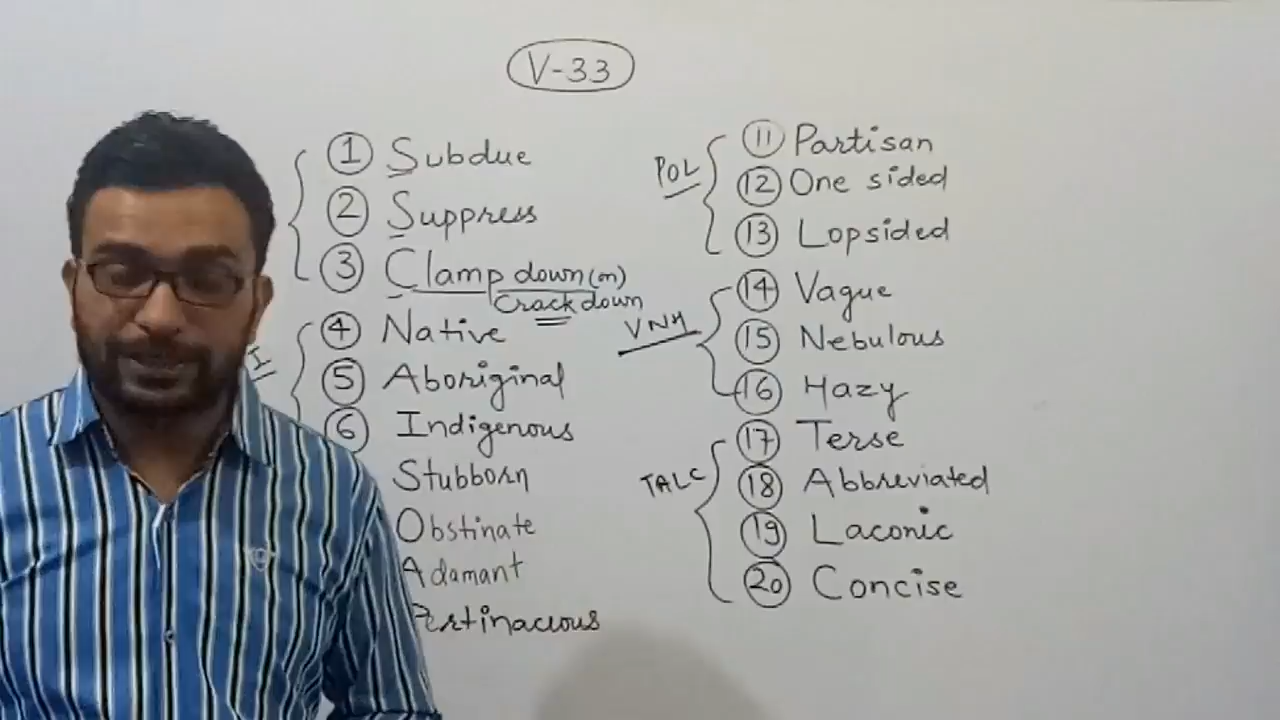 V-33
① Subdue
② Suppress
③ Clamp down (on)
Crack down
④ Native
⑤ Aboriginal
⑥ Indigenous
Stubborn
Obstinate
Adamant
Pertinacious
I
POL
⑪ Partisan
⑫ One sided
⑬ Lopsided
VNH
⑭ Vague
⑮ Nebulous
⑯ Hazy
TALC
⑰ Terse
⑱ Abbreviated
⑲ Laconic
⑳ Concise